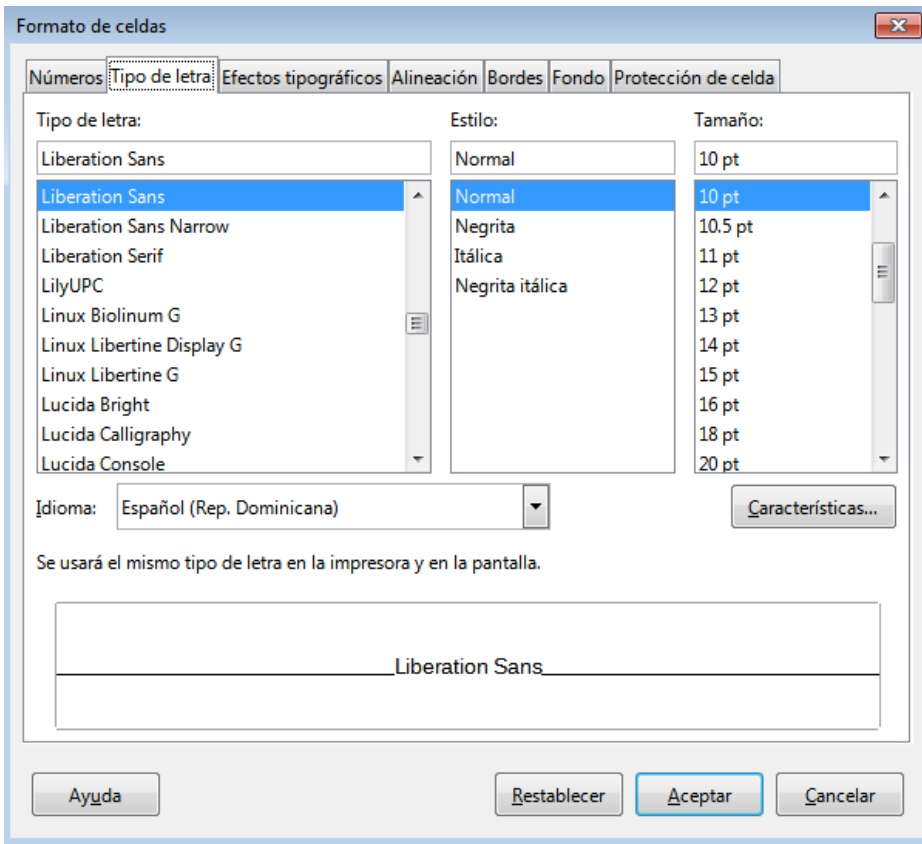 Formato de celdas
Números Tipo de letra Efectos tipográficos Alineación Bordes Fondo Protección de celda
Tipo de letra: Estilo: Tamaño:
Liberation Sans Normal 10 pt
Liberation Sans Normal 10 pt
Liberation Sans Narrow Negrita 10.5 pt
Liberation Serif Itálica 11 pt
LilyUPC Negrita itálica 12 pt
Linux Biolinum G 13 pt
Linux Libertine Display G 14 pt
Linux Libertine G 15 pt
Lucida Bright 16 pt
Lucida Calligraphy 18 pt
Lucida Console 20 pt
Idioma: Español (Rep. Dominicana) Características...
Se usará el mismo tipo de letra en la impresora y en la pantalla.
Liberation Sans
Ayuda Restablecer Aceptar Cancelar